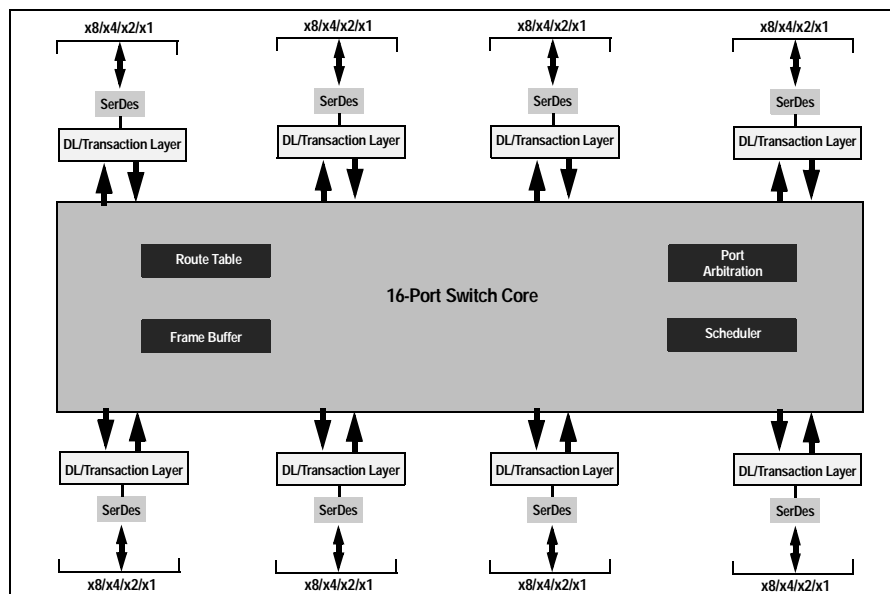 x8/x4/x2/x1 x8/x4/x2/x1 x8/x4/x2/x1 x8/x4/x2/x1
SerDes SerDes SerDes SerDes
DL/Transaction Layer DL/Transaction Layer DL/Transaction Layer DL/Transaction Layer
Route Table
Port
Arbitration
16-Port Switch Core
Frame Buffer
Scheduler
DL/Transaction Layer DL/Transaction Layer DL/Transaction Layer DL/Transaction Layer
SerDes SerDes SerDes SerDes
x8/x4/x2/x1 x8/x4/x2/x1 x8/x4/x2/x1 x8/x4/x2/x1